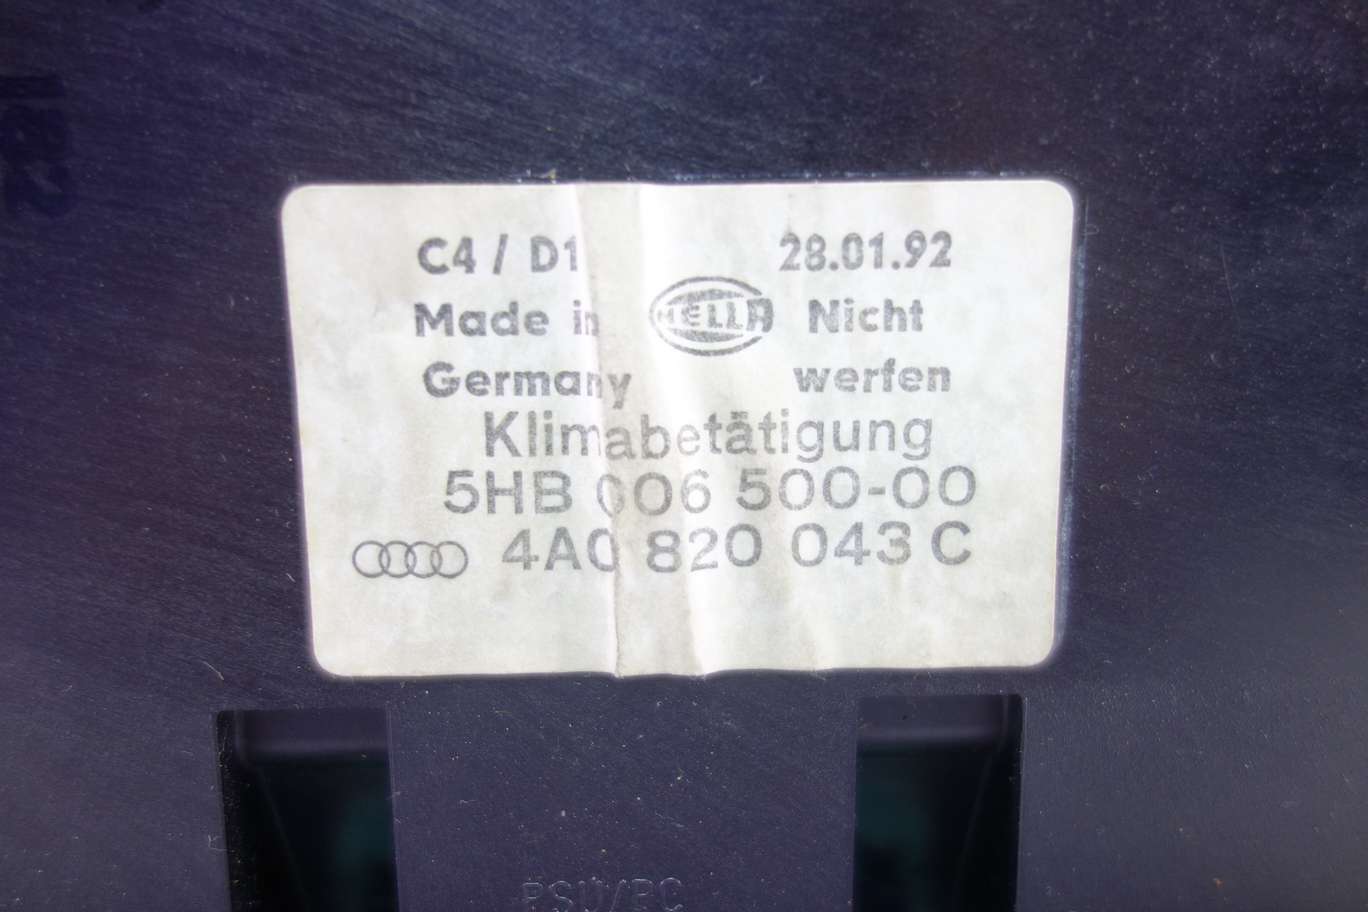 C4 / D1 28.01.92
Made in HELLA Nicht
Germany werfen
Klimabetätigung
5HB 006 500-00
4A0 820 043 C